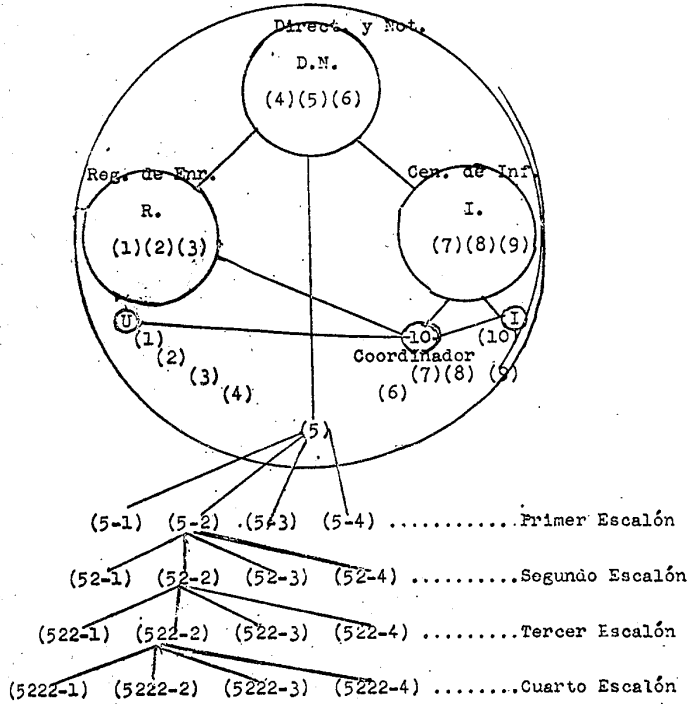 Direct. y Not.
D.N.
(4)(5)(6)
Reg. de Enr.
R.
(1)(2)(3)
Cen. de Inf.
I.
(7)(8)(9)
U
(1)
(2)
(3)
(4)
10
Coordinador
I
(10)
(6)
(7)(8)
(9)
(5)
(5-1) (5-2) (5-3) (5-4) ...........Primer Escalón
(52-1) (52-2) (52-3) (52-4) .........Segundo Escalón
(522-1) (522-2) (522-3) (522-4) ........Tercer Escalón
(5222-1) (5222-2) (5222-3) (5222-4) .......Cuarto Escalón